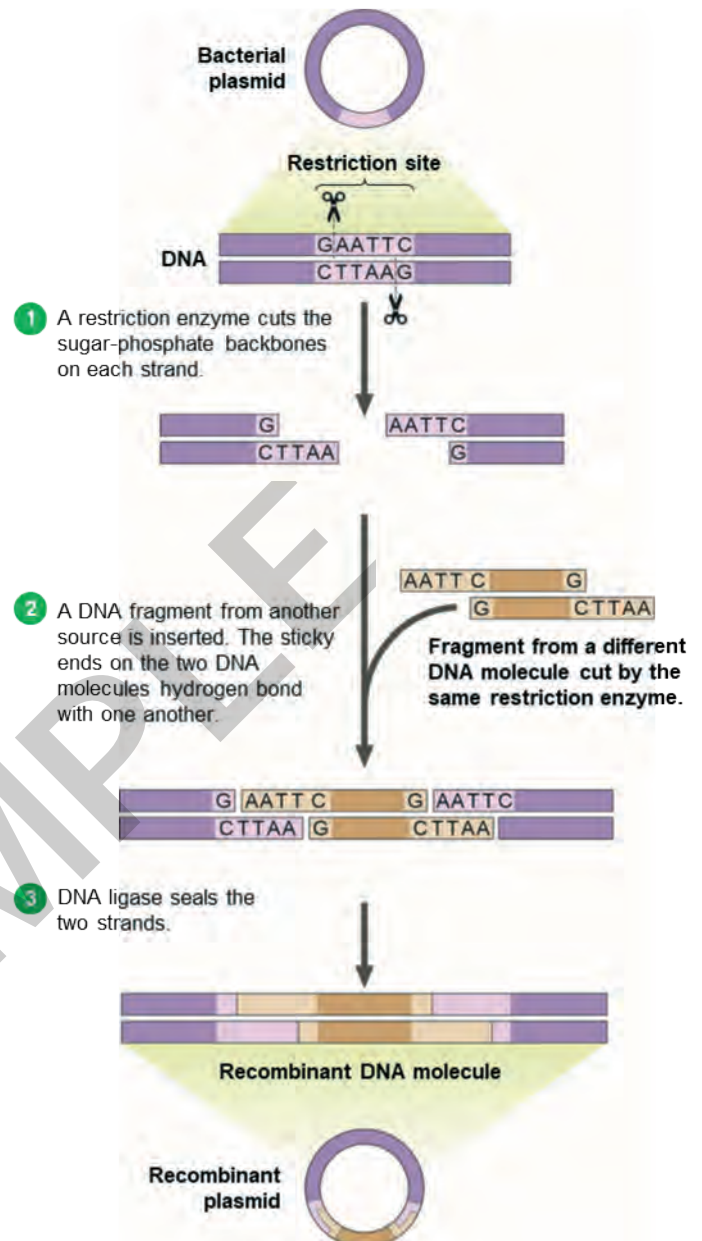 Bacterial
plasmid
Restriction site
DNA
GAATTC
CTTAAG
1 A restriction enzyme cuts the
sugar-phosphate backbones
on each strand.
G AATTC
CTTAA G
AATT C G
G CTTAA
2 A DNA fragment from another
source is inserted. The sticky
ends on the two DNA
molecules hydrogen bond
with one another.
Fragment from a different
DNA molecule cut by the
same restriction enzyme.
G AATT C G AATTC
CTTAA G CTTAA
3 DNA ligase seals the
two strands.
Recombinant DNA molecule
Recombinant
plasmid
MPLE